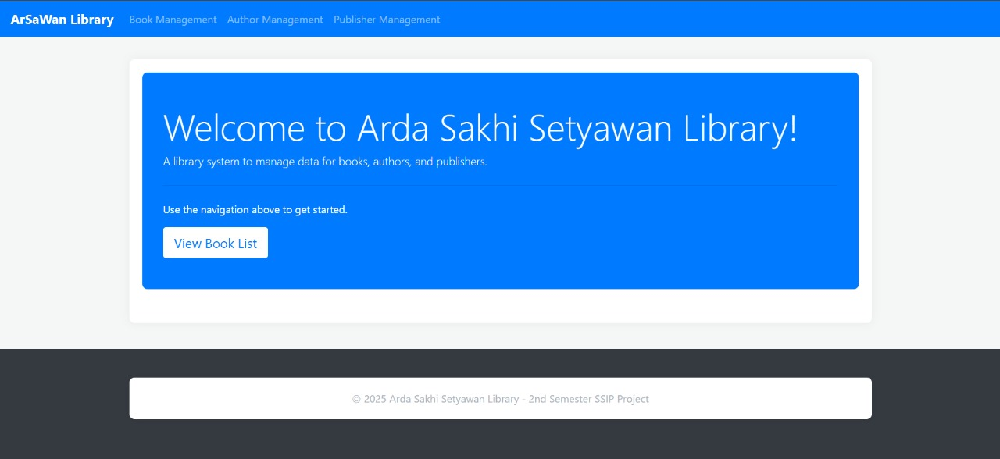 ArSaWan Library Book Management Author Management Publisher Management
Welcome to Arda Sakhi Setyawan Library!
A library system to manage data for books, authors, and publishers.
Use the navigation above to get started.
View Book List
© 2025 Arda Sakhi Setyawan Library - 2nd Semester SSIP Project